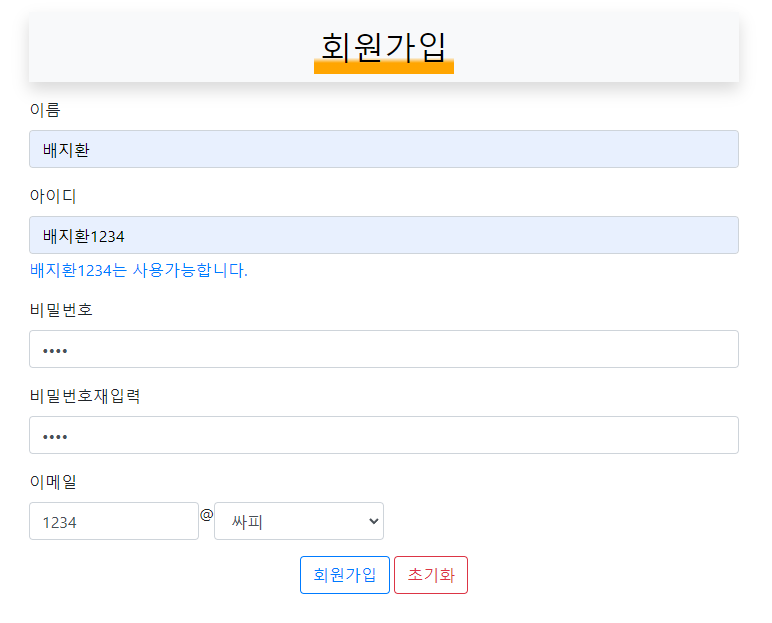 회원가입
이름
배지환
아이디
배지환1234
배지환1234는 사용가능합니다.
비밀번호
••••
비밀번호재입력
••••
이메일
1234 @ 싸피
회원가입 초기화